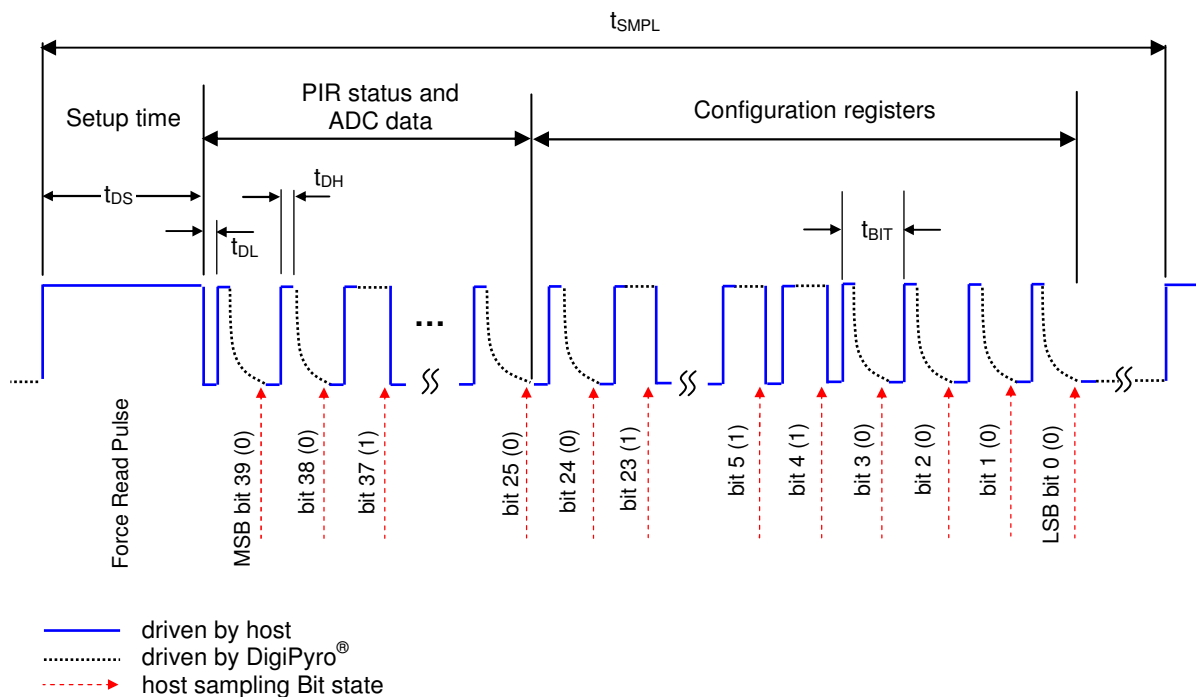 tSMPL
PIR status and
ADC data
Configuration registers
Setup time
tDS
tDH
tDL
tBIT
...
Force Read Pulse
MSB bit 39 (0)
bit 38 (0)
bit 37 (1)
bit 25 (0)
bit 24 (0)
bit 23 (1)
bit 5 (1)
bit 4 (1)
bit 3 (0)
bit 2 (0)
bit 1 (0)
LSB bit 0 (0)
driven by host
driven by DigiPyro®
host sampling Bit state